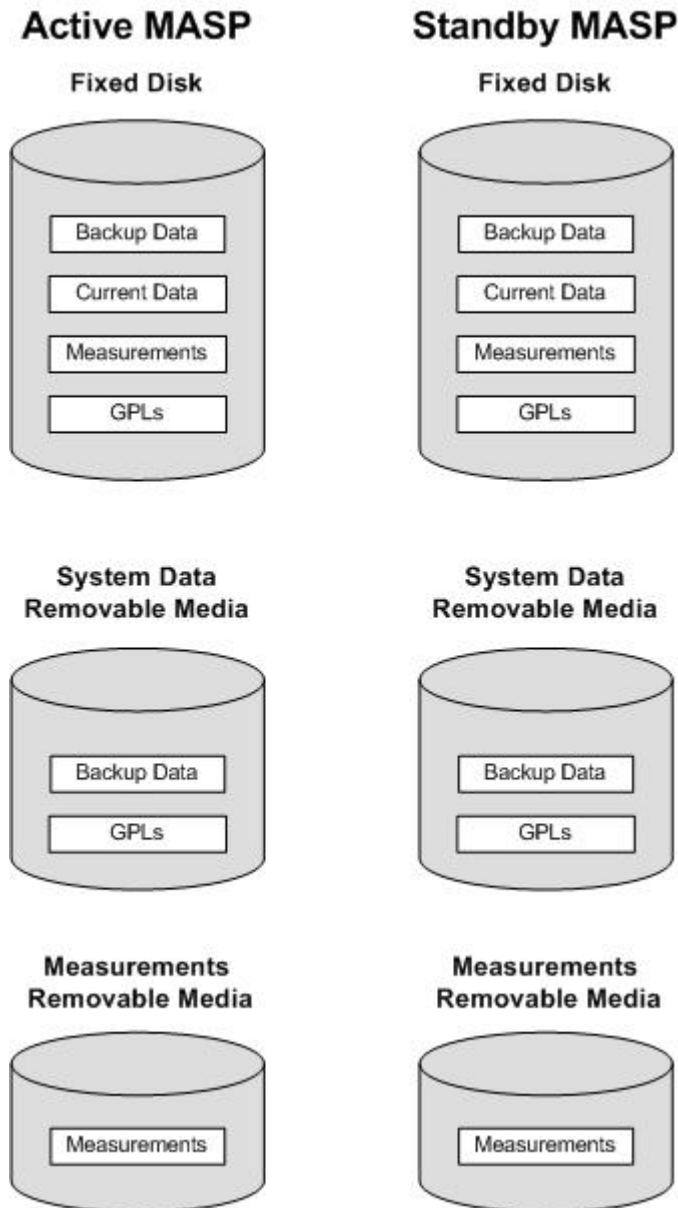 Active MASP
Standby MASP
Fixed Disk
Fixed Disk
Backup Data
Backup Data
Current Data
Current Data
Measurements
Measurements
GPLs
GPLs
System Data
Removable Media
System Data
Removable Media
Backup Data
Backup Data
GPLs
GPLs
Measurements
Removable Media
Measurements
Removable Media
Measurements
Measurements